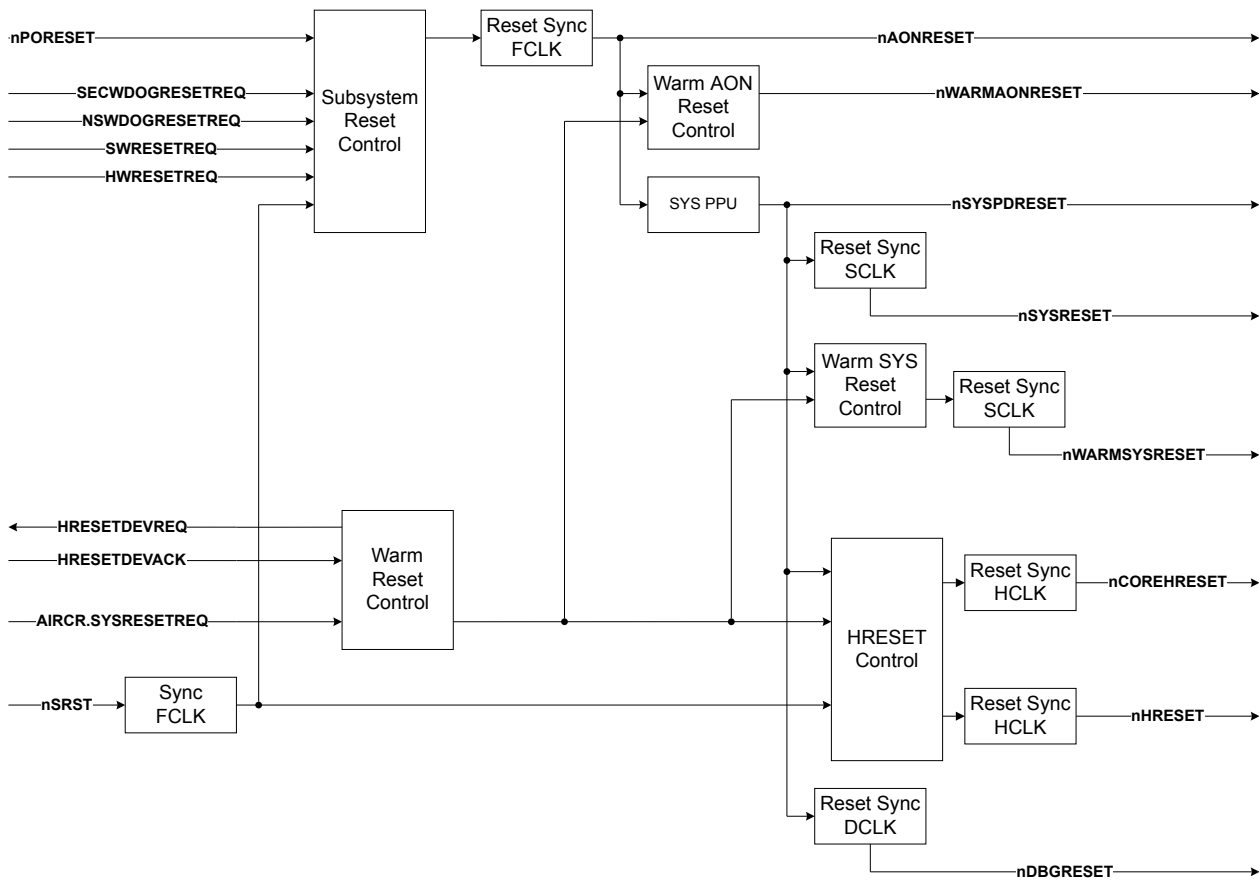 nPORESET
SECWDOGRESETREQ
NSWDOGRESETREQ
SWRESETREQ
HWRESETREQ
Subsystem
Reset
Control
Reset Sync
FCLK
nAONRESET
Warm AON
Reset
Control
nWARMAONRESET
SYS PPU
nSYSPDRESET
Reset Sync
SCLK
nSYSRESET
Warm SYS
Reset
Control
Reset Sync
SCLK
nWARMSYSRESET
HRESETDEVREQ
HRESETDEVACK
AIRCR.SYSRESETREQ
Warm
Reset
Control
nSRST
Sync
FCLK
HRESET
Control
Reset Sync
HCLK
nCOREHRESET
Reset Sync
HCLK
nHRESET
Reset Sync
DCLK
nDBGRESET